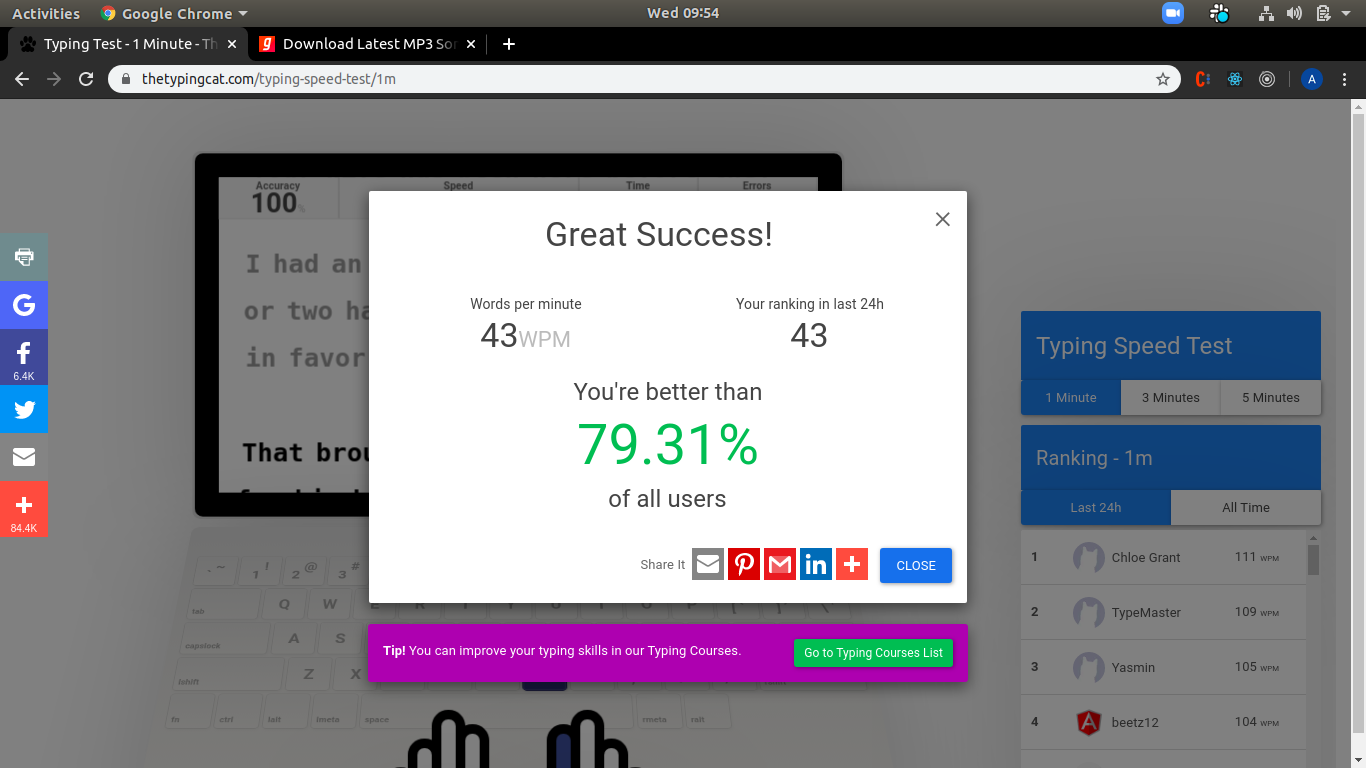 Activities
Google Chrome
Wed 09:54
Typing Test - 1 Minute - Th
Download Latest MP3 Son
thetypingcat.com/typing-speed-test/1m
A
Accuracy
Speed
Time
Errors
100%
I had an
or two ha
in favor
That brou
6.4K
84.4K
Great Success!
Words per minute
43WPM
Your ranking in last 24h
43
You're better than
79.31%
of all users
Share It
CLOSE
Tip! You can improve your typing skills in our Typing Courses.
Go to Typing Courses List
Typing Speed Test
1 Minute
3 Minutes
5 Minutes
Ranking - 1m
Last 24h
All Time
1 Chloe Grant 111 WPM
2 TypeMaster 109 WPM
3 Yasmin 105 WPM
4 beetz12 104 WPM
~ 1 ! 2 @ 3 #
tab Q W E R T Y U I O P
capslock A S
lshift Z X
fn ctrl lalt lmeta space rmeta ralt